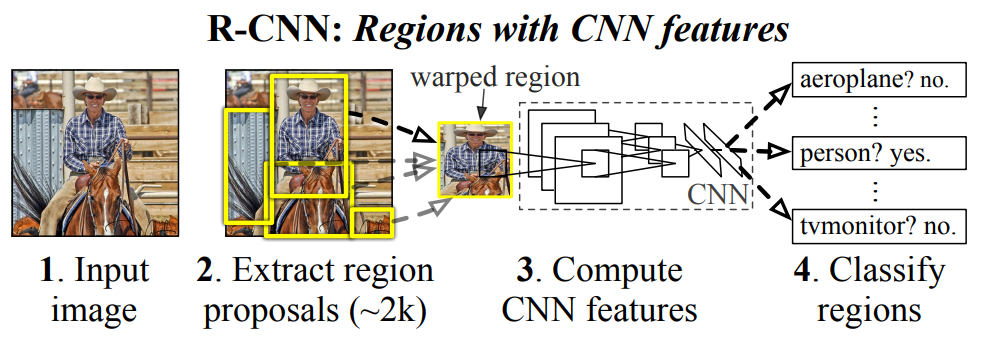 R-CNN: Regions with CNN features
warped region
aeroplane? no.
⋮
person? yes.
⋮
tvmonitor? no.
CNN
1. Input
image
2. Extract region
proposals (~2k)
3. Compute
CNN features
4. Classify
regions